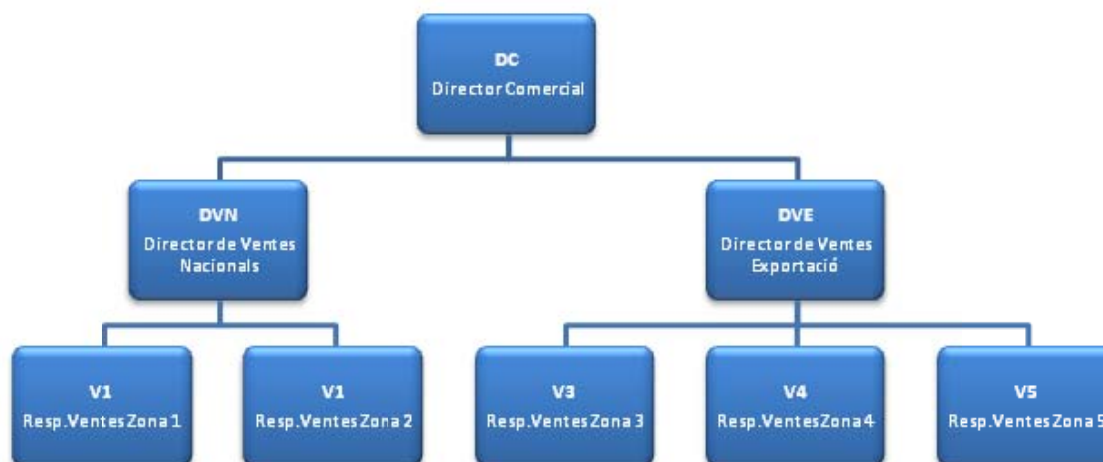 DC
Director Comercial
DVN
Director de Ventes
Nacionals
DVE
Director de Ventes
Exportació
V1
Resp.Ventes Zona 1
V1
Resp.Ventes Zona 2
V3
Resp.Ventes Zona 3
V4
Resp.Ventes Zona 4
V5
Resp.Ventes Zona 5